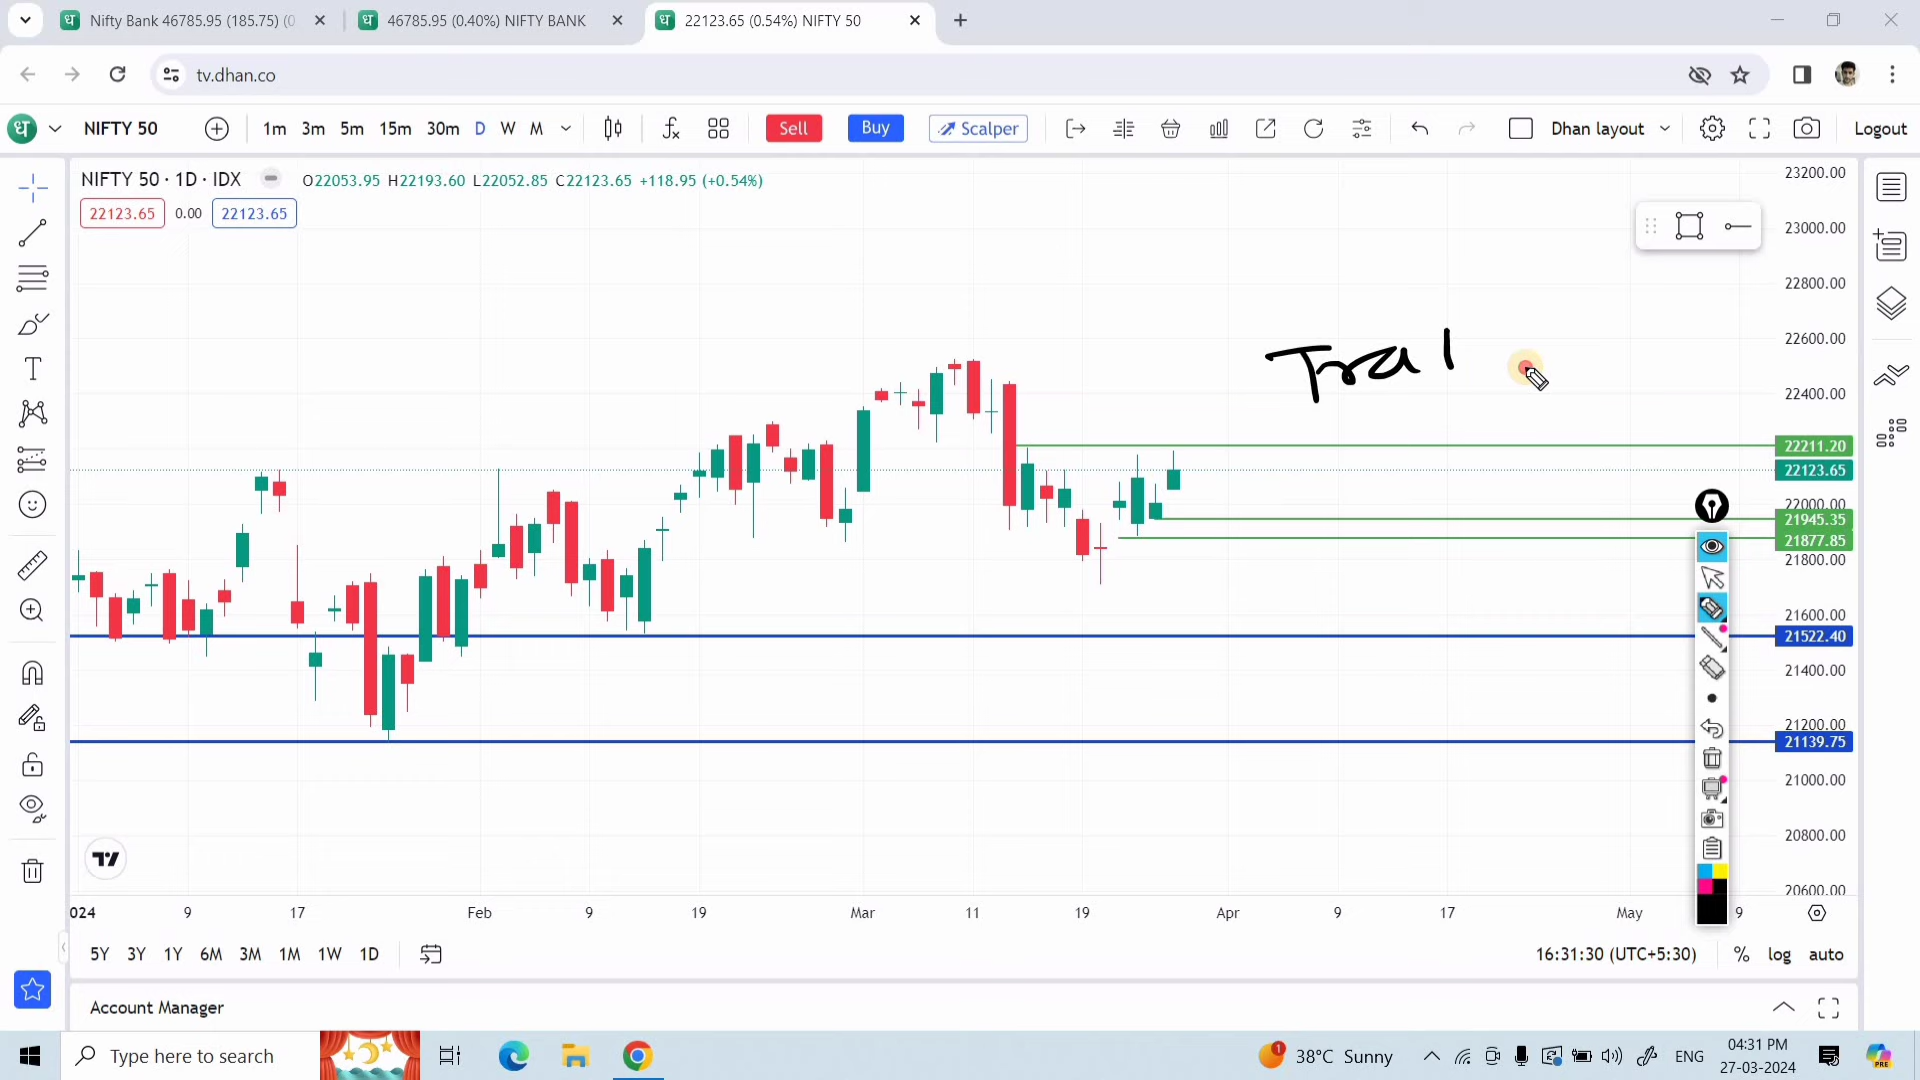 Nifty Bank 46785.95 (185.75) (0
46785.95 (0.40%) NIFTY BANK
22123.65 (0.54%) NIFTY 50
tv.dhan.co
ध NIFTY 50 1m 3m 5m 15m 30m D W M Sell Buy Scalper Dhan layout Logout
NIFTY 50 · 1D · IDX O22053.95 H22193.60 L22052.85 C22123.65 +118.95 (+0.54%)
22123.65 0.00 22123.65
23200.00
23000.00
22800.00
22600.00
22400.00
22211.20
22123.65
22000.00
21945.35
21877.85
21800.00
21600.00
21522.40
21400.00
21200.00
21139.75
21000.00
20800.00
20600.00
024 9 17 Feb 9 19 Mar 11 19 Apr 9 17 May 9
5Y 3Y 1Y 6M 3M 1M 1W 1D 16:31:30 (UTC+5:30) % log auto
Account Manager
Type here to search 1 38°C Sunny ENG 04:31 PM
27-03-2024
PRE